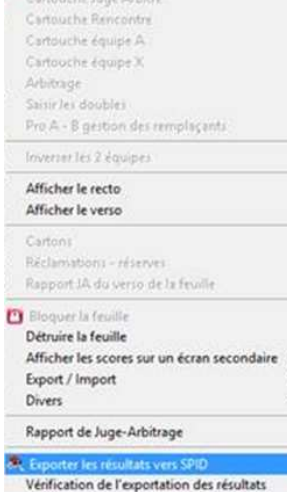 Cartouche Juge Arbitre
Cartouche Rencontre
Cartouche équipe A
Cartouche équipe X
Arbitrage
Saisir les doubles
Pro A - B gestion des remplaçants
Inverser les 2 équipes
Afficher le recto
Afficher le verso
Cartons
Réclamations - réserves
Rapport JA du verso de la feuille
Bloquer la feuille
Détruire la feuille
Afficher les scores sur un écran secondaire
Export / Import
Divers
Rapport de Juge-Arbitrage
Exporter les résultats vers SPID
Vérification de l'exportation des résultats